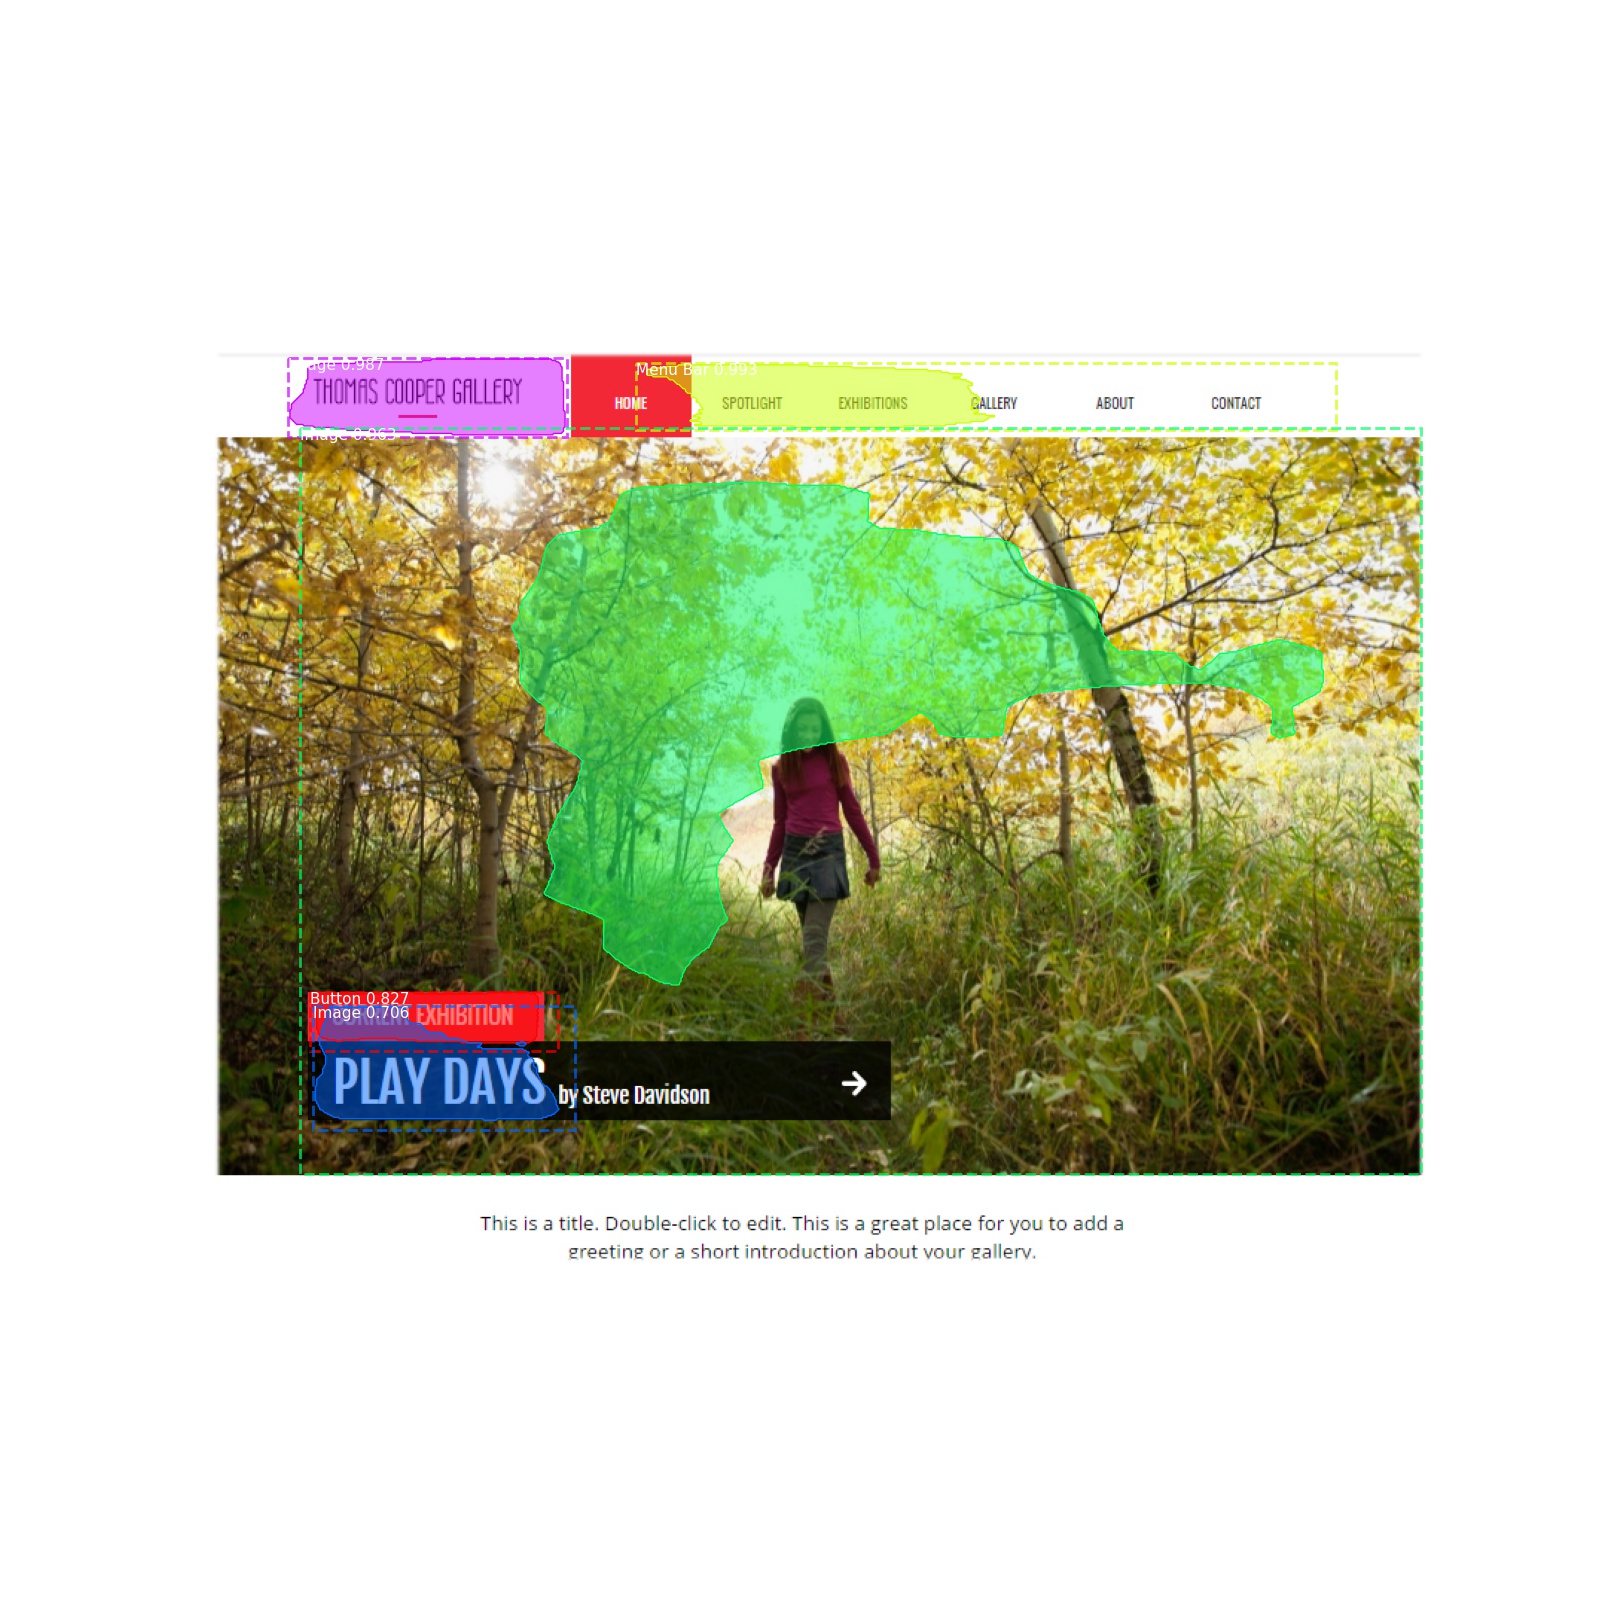 age 0.987
THOMAS COOPER GALLERY
Menu Bar 0.993
HOME SPOTLIGHT EXHIBITIONS GALLERY ABOUT CONTACT
Image 0.963
Button 0.827
Image 0.706
EXHIBITION
PLAY DAYS by Steve Davidson
This is a title. Double-click to edit. This is a great place for you to add a
greeting or a short introduction about your gallery.